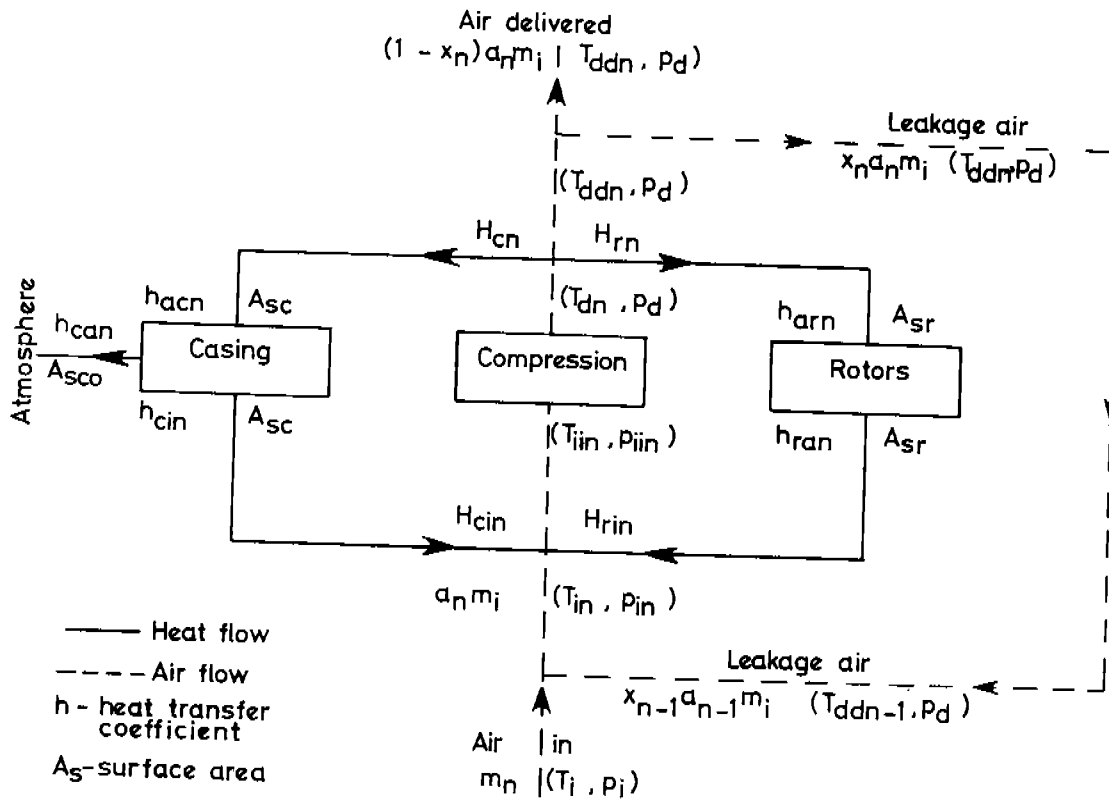 Air delivered
(1 - xn)anmi | Tddn, pd)
Leakage air
xnanmi (Tddn,pd)
(Tddn, pd)
Hcn Hrn
(Tdn, pd)
hacn Asc
harn Asr
Atmosphere
hcan
Asco
Casing
Compression
Rotors
hcin Asc
(Tiin, piin)
hran Asr
Hcin Hrin
anmi (Tin, pin)
Leakage air
xn-1an-1mi (Tddn-1,pd)
Heat flow
Air flow
h - heat transfer
coefficient
As-surface area
Air in
mn (Ti, pi)